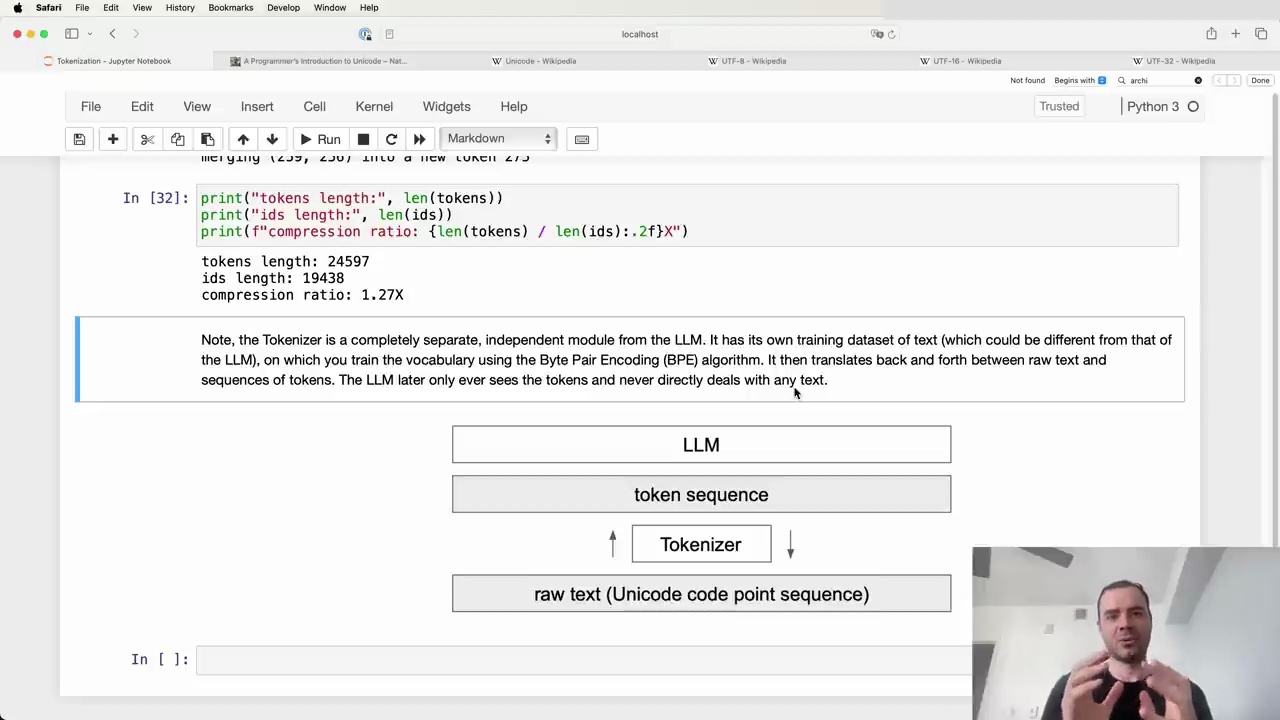 Safari File Edit View History Bookmarks Develop Window Help
localhost
Tokenization - Jupyter Notebook
A Programmer's Introduction to Unicode – Nat...
Unicode - Wikipedia
UTF-8 - Wikipedia
UTF-16 - Wikipedia
UTF-32 - Wikipedia
Not found Begins with archi Done
File Edit View Insert Cell Kernel Widgets Help Trusted Python 3
Run Markdown
merging (259, 256) into a new token 275
In [32]: print("tokens length:", len(tokens))
print("ids length:", len(ids))
print(f"compression ratio: {len(tokens) / len(ids):.2f}X")
tokens length: 24597
ids length: 19438
compression ratio: 1.27X
Note, the Tokenizer is a completely separate, independent module from the LLM. It has its own training dataset of text (which could be different from that of
the LLM), on which you train the vocabulary using the Byte Pair Encoding (BPE) algorithm. It then translates back and forth between raw text and
sequences of tokens. The LLM later only ever sees the tokens and never directly deals with any text.
LLM
token sequence
Tokenizer
raw text (Unicode code point sequence)
In [ ]: